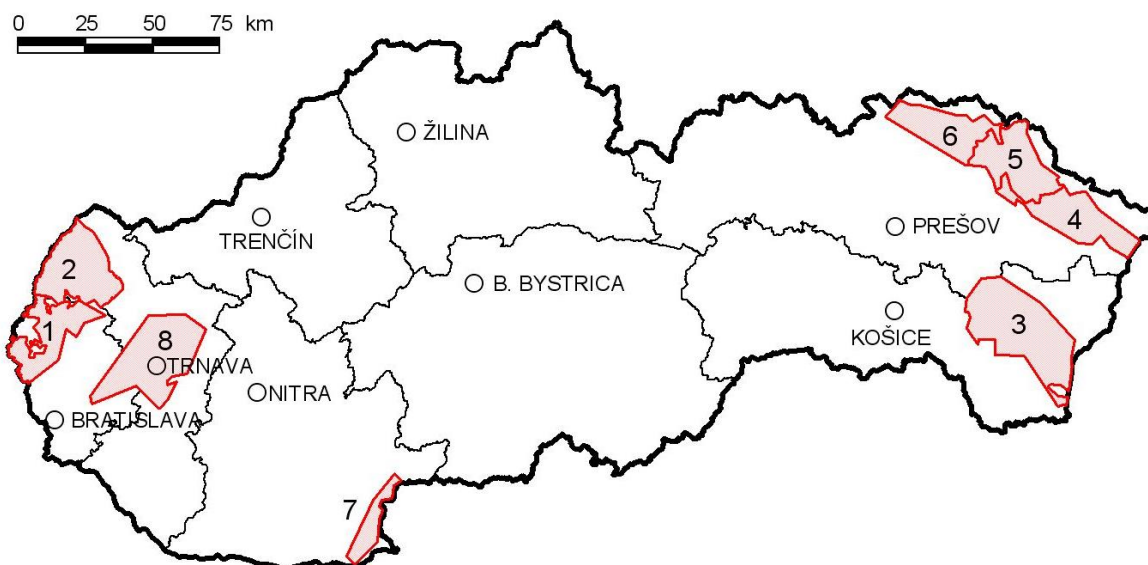 0 25 50 75 km
ŽILINA
6
5
TRENČÍN
PREŠOV
4
2
B. BYSTRICA
1
8
3
KOŠICE
TRNAVA
NITRA
BRATISLAVA
7